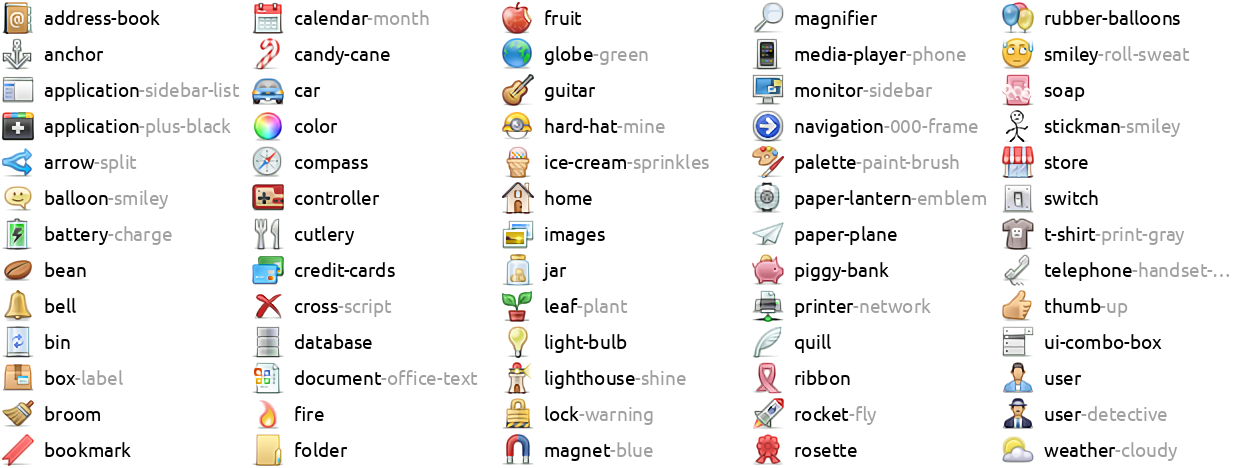 address-book
anchor
application-sidebar-list
application-plus-black
arrow-split
balloon-smiley
battery-charge
bean
bell
bin
box-label
broom
bookmark
calendar-month
candy-cane
car
color
compass
controller
cutlery
credit-cards
cross-script
database
document-office-text
fire
folder
fruit
globe-green
guitar
hard-hat-mine
ice-cream-sprinkles
home
images
jar
leaf-plant
light-bulb
lighthouse-shine
lock-warning
magnet-blue
magnifier
media-player-phone
monitor-sidebar
navigation-000-frame
palette-paint-brush
paper-lantern-emblem
paper-plane
piggy-bank
printer-network
quill
ribbon
rocket-fly
rosette
rubber-balloons
smiley-roll-sweat
soap
stickman-smiley
store
switch
t-shirt-print-gray
telephone-handset-...
thumb-up
ui-combo-box
user
user-detective
weather-cloudy